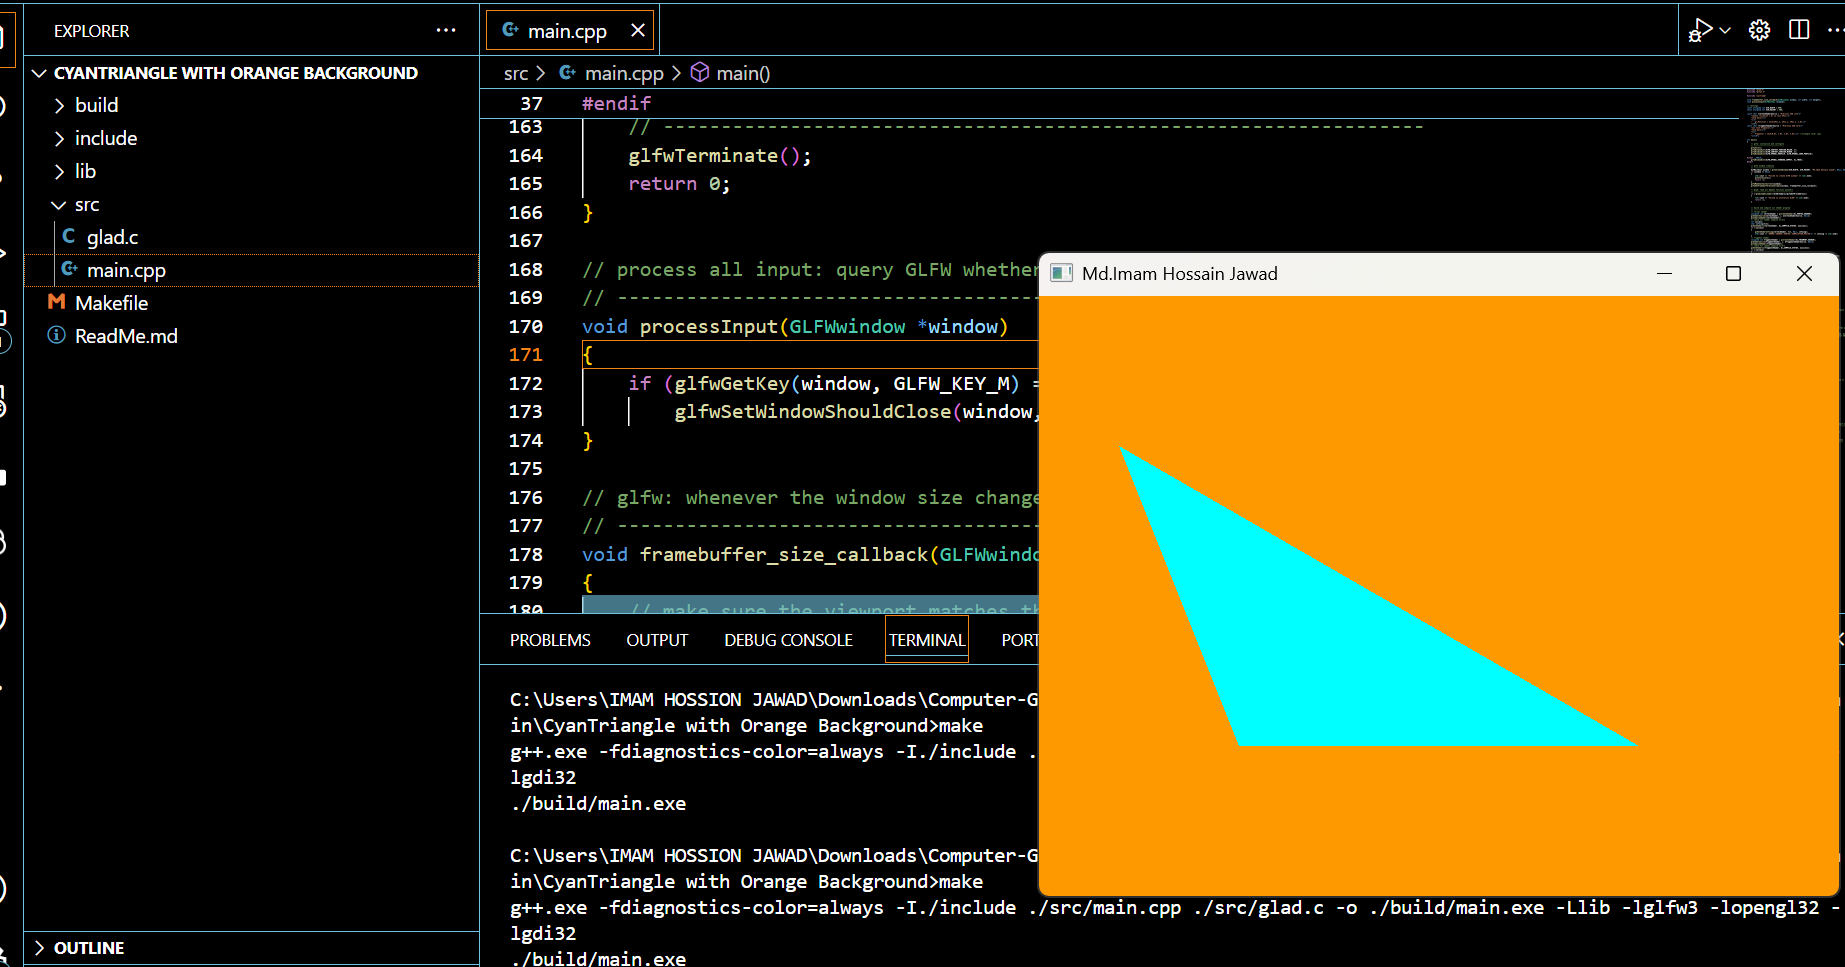 EXPLORER
CYANTRIANGLE WITH ORANGE BACKGROUND
build
include
lib
src
glad.c
main.cpp
Makefile
ReadMe.md
OUTLINE
main.cpp
src > main.cpp > main()
37 #endif
163 // ------------------------------------------------------------------
164 glfwTerminate();
165 return 0;
166 }
167
168 // process all input: query GLFW whether
169 // -------------------------------------
170 void processInput(GLFWwindow *window)
171 {
172 if (glfwGetKey(window, GLFW_KEY_M) =
173 glfwSetWindowShouldClose(window,
174 }
175
176 // glfw: whenever the window size change
177 // -------------------------------------
178 void framebuffer_size_callback(GLFWwindo
179 {
180 // make sure the viewport matches th
PROBLEMS OUTPUT DEBUG CONSOLE TERMINAL PORT
C:\Users\IMAM HOSSION JAWAD\Downloads\Computer-G
in\CyanTriangle with Orange Background>make
g++.exe -fdiagnostics-color=always -I./include .
lgdi32
./build/main.exe
C:\Users\IMAM HOSSION JAWAD\Downloads\Computer-G
in\CyanTriangle with Orange Background>make
g++.exe -fdiagnostics-color=always -I./include ./src/main.cpp ./src/glad.c -o ./build/main.exe -Llib -lglfw3 -lopengl32 -
lgdi32
./build/main.exe
Md.Imam Hossain Jawad